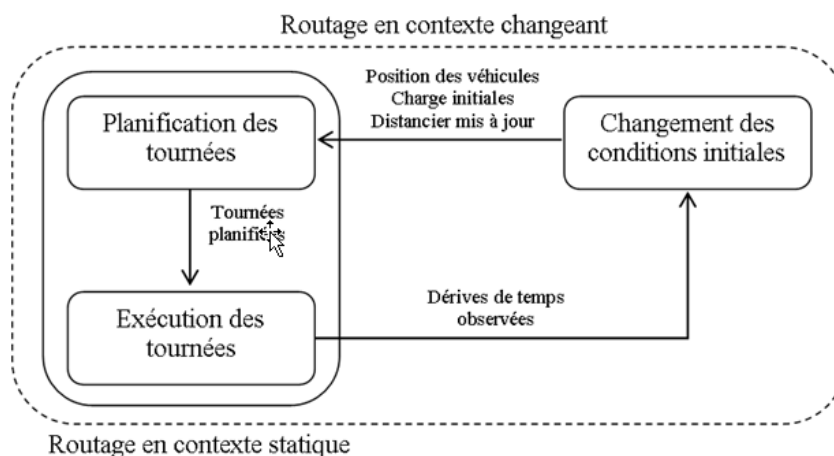 Routage en contexte changeant
Position des véhicules
Charge initiales
Distancier mis à jour
Planification des
tournées
Changement des
conditions initiales
Tournées
planifiées
Dérives de temps
observées
Exécution des
tournées
Routage en contexte statique